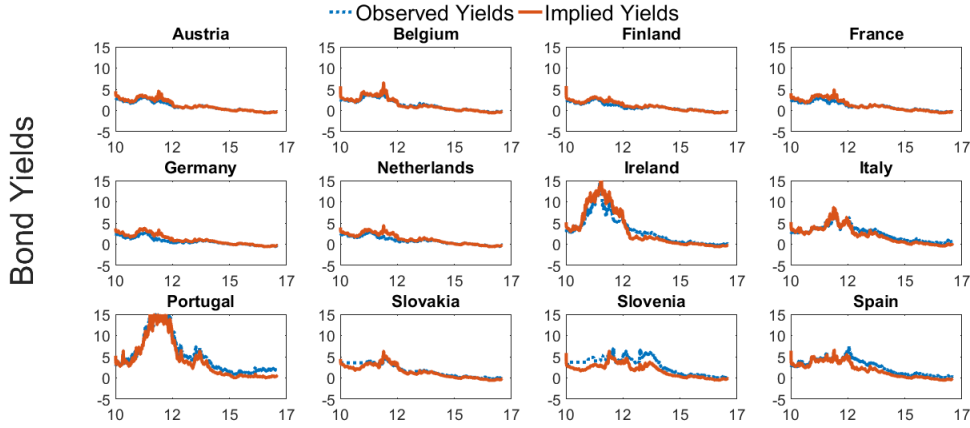 Observed Yields Implied Yields
Bond Yields
Austria Belgium Finland France
15 15 15 15
10 10 10 10
5 5 5 5
0 0 0 0
-5 -5 -5 -5
10 12 15 17 10 12 15 17 10 12 15 17 10 12 15 17
Germany Netherlands Ireland Italy
15 15 15 15
10 10 10 10
5 5 5 5
0 0 0 0
-5 -5 -5 -5
10 12 15 17 10 12 15 17 10 12 15 17 10 12 15 17
Portugal Slovakia Slovenia Spain
15 15 15 15
10 10 10 10
5 5 5 5
0 0 0 0
-5 -5 -5 -5
10 12 15 17 10 12 15 17 10 12 15 17 10 12 15 17